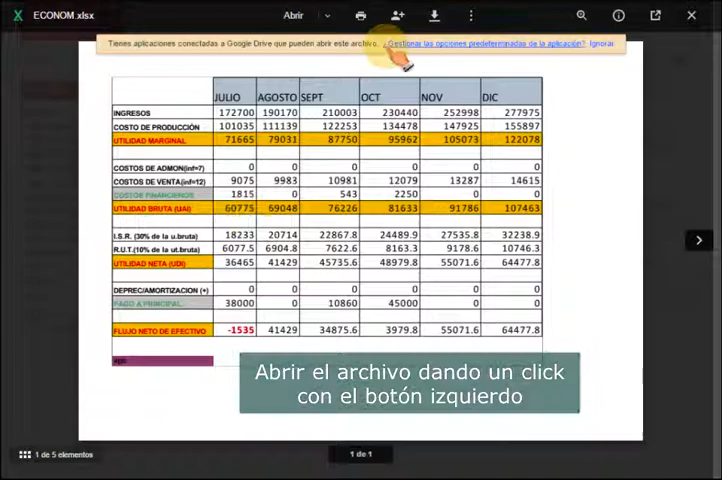 ECONOM.xlsx
Abrir
Tienes aplicaciones conectadas a Google Drive que pueden abrir este archivo. ¿Gestionar las opciones predeterminadas de la aplicación? Ignorar
JULIO AGOSTO SEPT OCT NOV DIC
INGRESOS 172700 190170 210003 230440 252998 277975
COSTO DE PRODUCCIÓN 101035 111139 122253 134478 147925 155897
UTILIDAD MARGINAL 71665 79031 87750 95962 105073 122078
COSTOS DE ADMON(inf=7) 0 0 0 0 0 0
COSTOS DE VENTA(inf=12) 9075 9983 10981 12079 13287 14615
COSTOS FINANCIEROS 1815 0 543 2250 0 0
UTILIDAD BRUTA (UAI) 60775 69048 76226 81633 91786 107463
I.S.R. (30% de la u.bruta) 18233 20714 22867.8 24489.9 27535.8 32238.9
R.U.T.(10% de la ut.bruta) 6077.5 6904.8 7622.6 8163.3 9178.6 10746.3
UTILIDAD NETA (UDI) 36465 41429 45735.6 48979.8 55071.6 64477.8
DEPREC/AMORTIZACION (+) 0 0 0 0 0 0
PAGO A PRINCIPAL 38000 0 10860 45000 0 0
FLUJO NETO DE EFECTIVO -1535 41429 34875.6 3979.8 55071.6 64477.8
Abrir el archivo dando un click
con el botón izquierdo
1 de 5 elementos
1 de 1